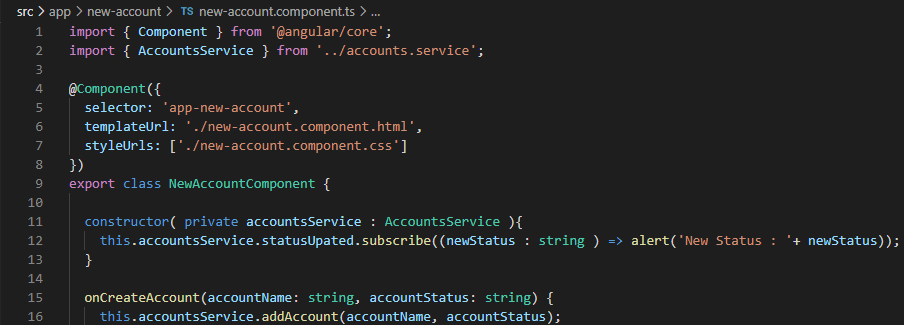 src > app > new-account > TS new-account.component.ts > ...
1 import { Component } from '@angular/core';
2 import { AccountsService } from '../accounts.service';
3
4 @Component({
5   selector: 'app-new-account',
6   templateUrl: './new-account.component.html',
7   styleUrls: ['./new-account.component.css']
8 })
9 export class NewAccountComponent {
10
11   constructor( private accountsService : AccountsService ){
12     this.accountsService.statusUpated.subscribe((newStatus : string ) => alert('New Status : '+ newStatus));
13   }
14
15   onCreateAccount(accountName: string, accountStatus: string) {
16     this.accountsService.addAccount(accountName, accountStatus);